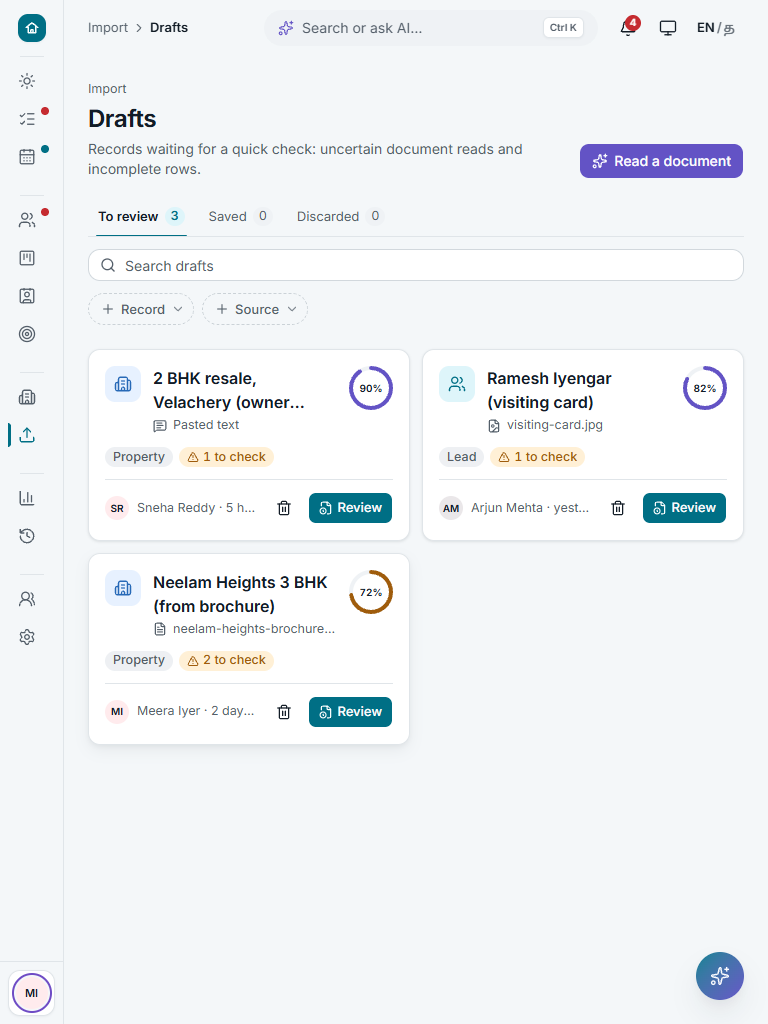 Import > Drafts
Search or ask AI...
Ctrl K
4
EN / த
Import
Drafts
Records waiting for a quick check: uncertain document reads and
incomplete rows.
Read a document
To review 3
Saved 0
Discarded 0
Search drafts
+ Record
+ Source
2 BHK resale,
Velachery (owner...
90%
Pasted text
Property
1 to check
SR
Sneha Reddy · 5 h...
Review
Ramesh Iyengar
(visiting card)
82%
visiting-card.jpg
Lead
1 to check
AM
Arjun Mehta · yest...
Review
Neelam Heights 3 BHK
(from brochure)
72%
neelam-heights-brochure...
Property
2 to check
MI
Meera Iyer · 2 day...
Review
MI